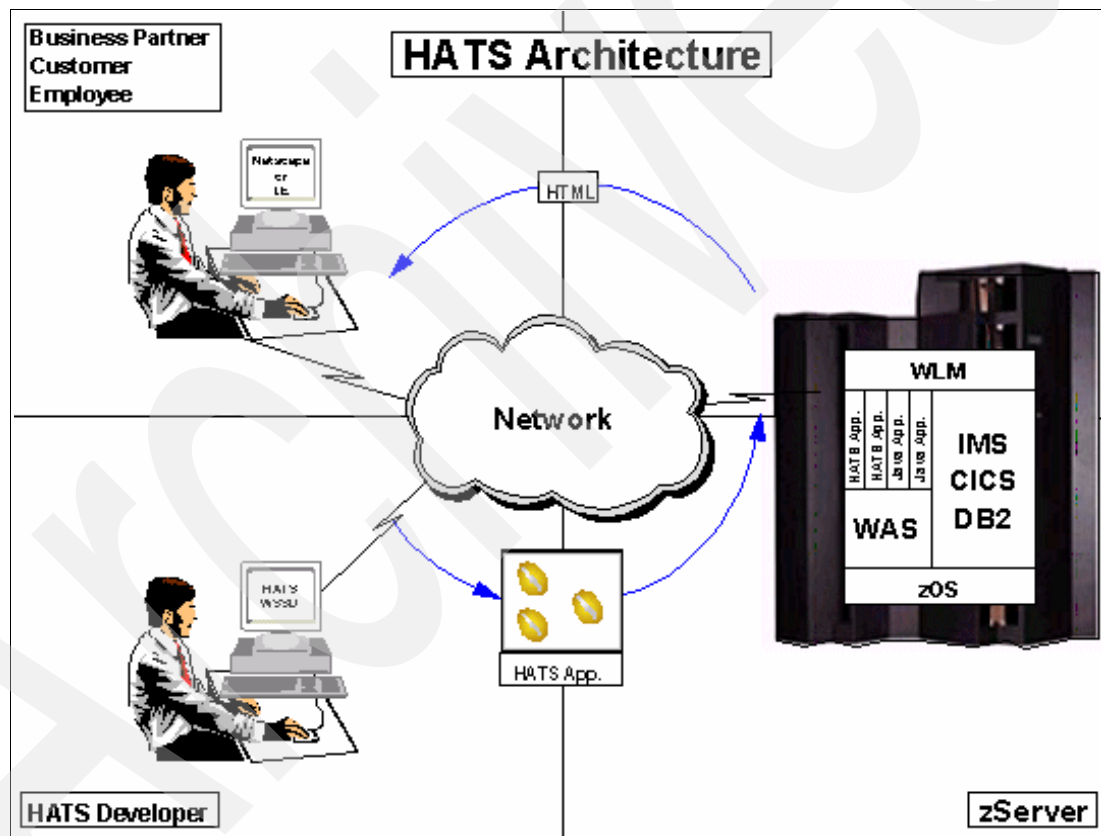 Business Partner
Customer
Employee
HATS Architecture
Netscape
or
I.E.
HTML
Network
WLM
HATS App.
HATS App.
Java App.
Java App.
IMS
CICS
DB2
WAS
zOS
HATS
WSSD
HATS App.
HATS Developer
zServer